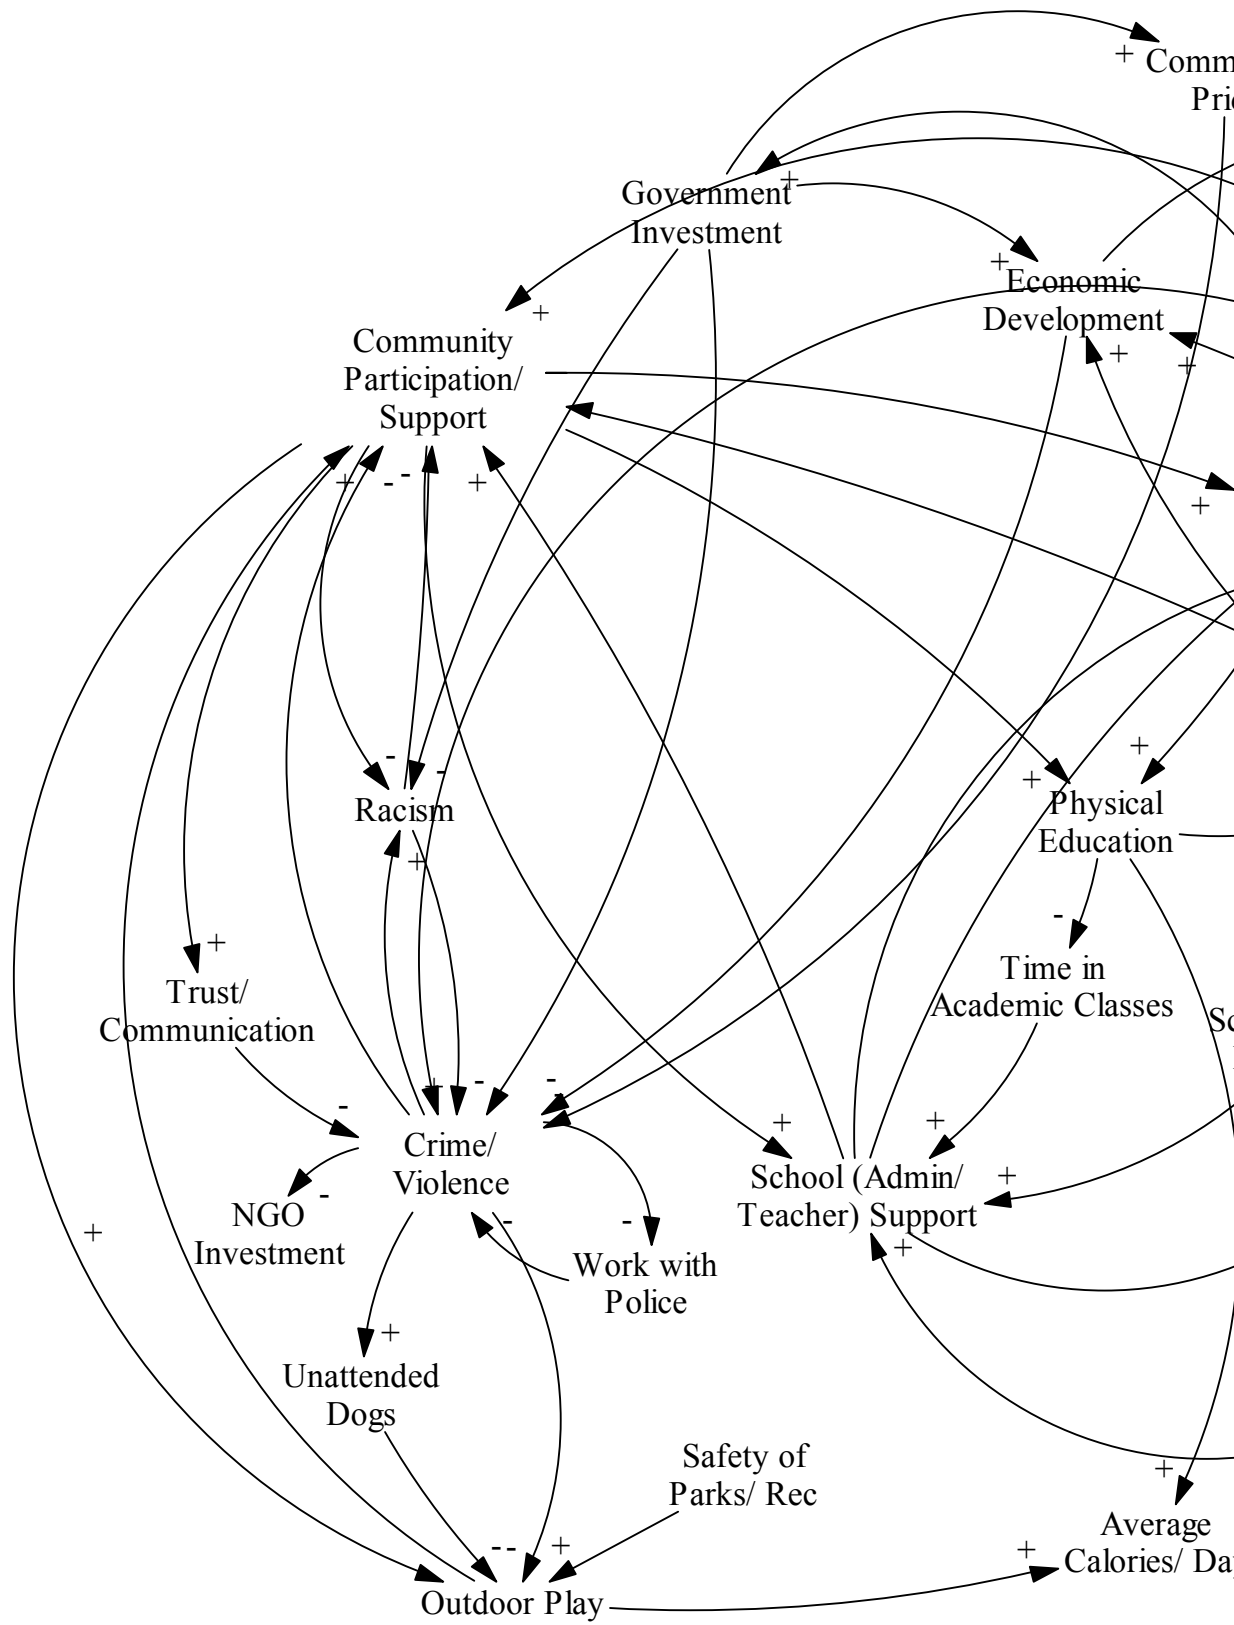 + Comm
Pri
Government
Investment
+
+
Economic
Development
+
+
+
Community
Participation/
Support
+
- -
+
+
-
-
Racism
+
+
+
Physical
Education
-
Time in
Academic Classes
+
Trust/
Communication
-
+
-
-
-
Crime/
Violence
-
NGO
Investment
+
-
-
Work with
Police
+
+
+
School (Admin/
Teacher) Support
+
Sc
+
Unattended
Dogs
Safety of
Parks/ Rec
- -
+
Outdoor Play
+
+
Average
Calories/ Da